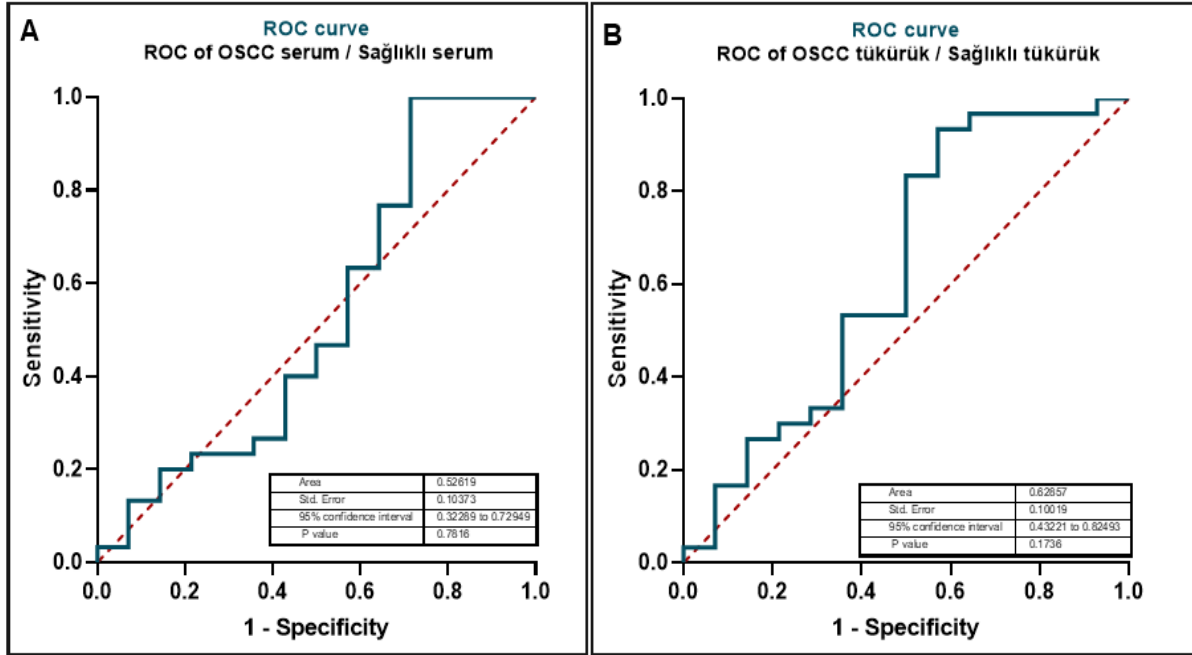 A
ROC curve
ROC of OSCC serum / Sağlıklı serum
Sensitivity
1.0
0.8
0.6
0.4
0.2
0.0
Area 0.52619
Std. Error 0.10373
95% confidence interval 0.32289 to 0.72949
P value 0.7816
0.0 0.2 0.4 0.6 0.8 1.0
1 - Specificity
B
ROC curve
ROC of OSCC tükürük / Sağlıklı tükürük
Sensitivity
1.0
0.8
0.6
0.4
0.2
0.0
Area 0.62857
Std. Error 0.10019
95% confidence interval 0.43221 to 0.82493
P value 0.1736
0.0 0.2 0.4 0.6 0.8 1.0
1 - Specificity